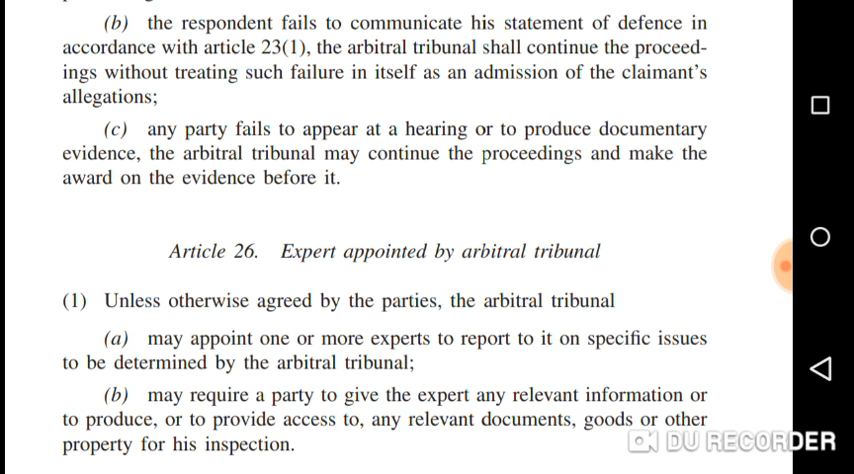 (b) the respondent fails to communicate his statement of defence in
accordance with article 23(1), the arbitral tribunal shall continue the proceed-
ings without treating such failure in itself as an admission of the claimant's
allegations;
(c) any party fails to appear at a hearing or to produce documentary
evidence, the arbitral tribunal may continue the proceedings and make the
award on the evidence before it.
Article 26. Expert appointed by arbitral tribunal
(1) Unless otherwise agreed by the parties, the arbitral tribunal
(a) may appoint one or more experts to report to it on specific issues
to be determined by the arbitral tribunal;
(b) may require a party to give the expert any relevant information or
to produce, or to provide access to, any relevant documents, goods or other
property for his inspection.
DU RECORDER